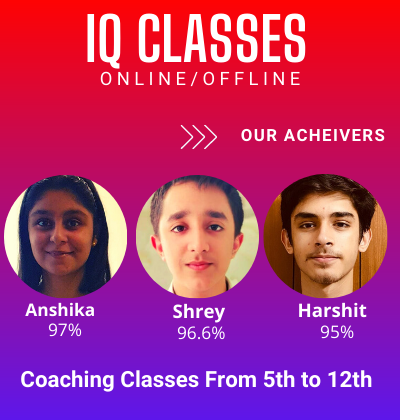 IQ CLASSES
ONLINE/OFFLINE
OUR ACHEIVERS
Anshika
97%
Shrey
96.6%
Harshit
95%
Coaching Classes From 5th to 12th